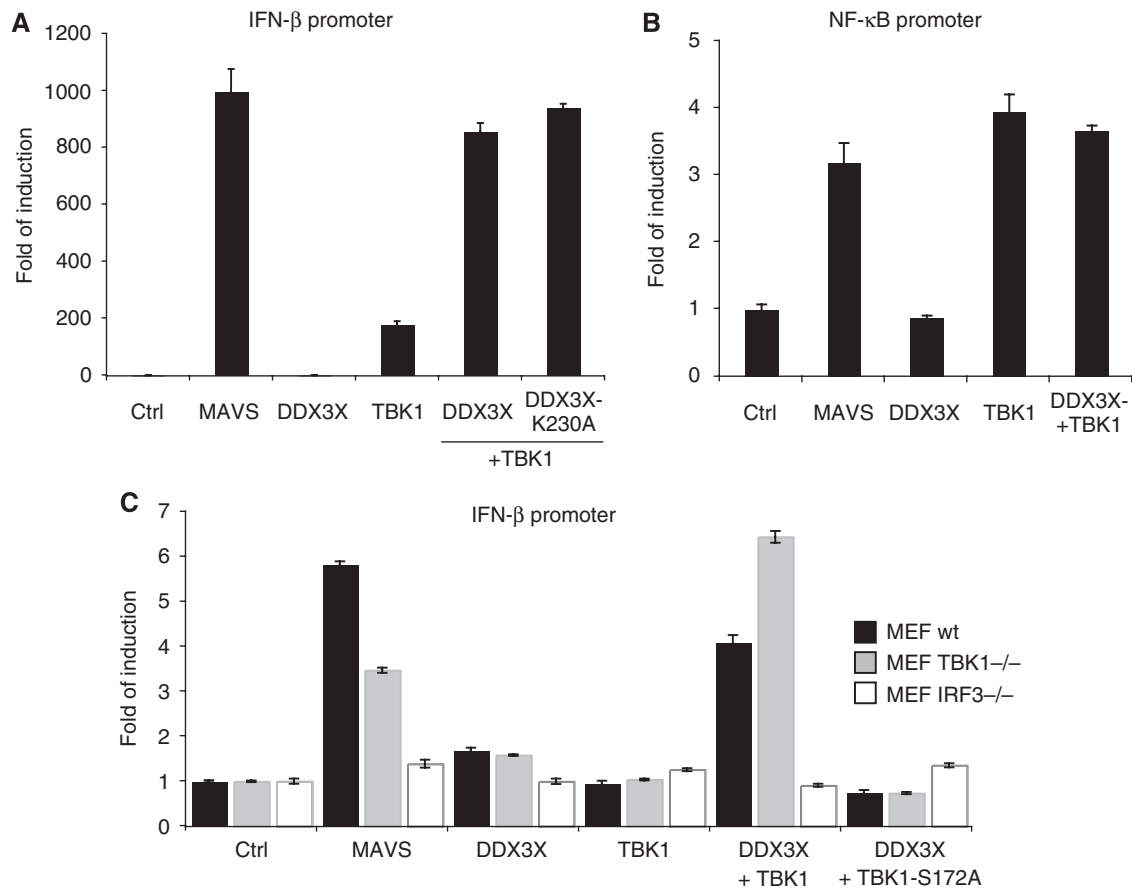 A
IFN-β promoter
1200
1000
800
600
400
200
0
Fold of induction
Ctrl
MAVS
DDX3X
TBK1
DDX3X
DDX3X-
K230A
+TBK1
B
NF-κB promoter
5
4
3
2
1
0
Fold of induction
Ctrl
MAVS
DDX3X
TBK1
DDX3X-
+TBK1
C
IFN-β promoter
7
6
5
4
3
2
1
0
Fold of induction
MEF wt
MEF TBK1–/–
MEF IRF3–/–
Ctrl
MAVS
DDX3X
TBK1
DDX3X
+ TBK1
DDX3X
+ TBK1-S172A